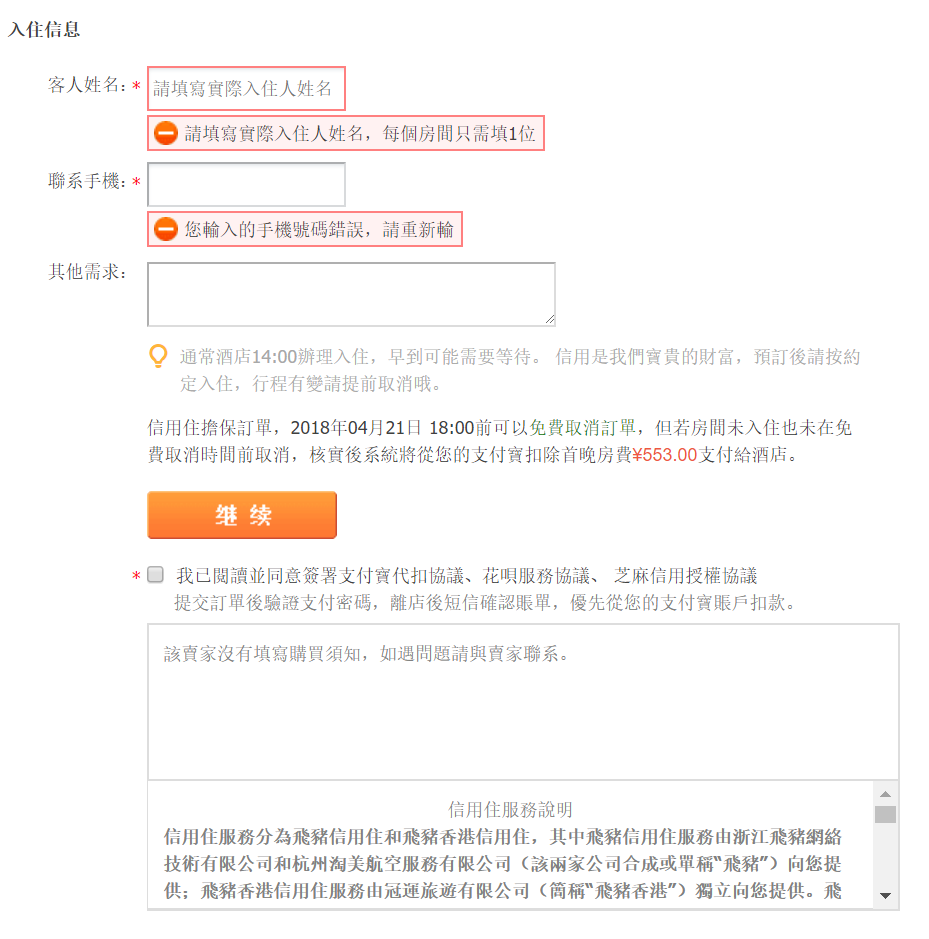 入住信息
客人姓名：* 請填寫實際入住人姓名
請填寫實際入住人姓名，每個房間只需填1位
聯系手機：*
您輸入的手機號碼錯誤，請重新輸
其他需求：
通常酒店14:00辦理入住，早到可能需要等待。 信用是我們寶貴的財富，預訂後請按約
定入住，行程有變請提前取消哦。
信用住擔保訂單，2018年04月21日 18:00前可以免費取消訂單，但若房間未入住也未在免
費取消時間前取消，核實後系統將從您的支付寶扣除首晚房費¥553.00支付給酒店。
继 续
* 我已閱讀並同意簽署支付寶代扣協議、花唄服務協議、 芝麻信用授權協議
提交訂單後驗證支付密碼，離店後短信確認賬單，優先從您的支付寶賬戶扣款。
該賣家沒有填寫購買須知，如遇問題請與賣家聯系。
信用住服務說明
信用住服務分為飛豬信用住和飛豬香港信用住，其中飛豬信用住服務由浙江飛豬網絡
技術有限公司和杭州淘美航空服務有限公司（該兩家公司合成或單稱“飛豬”）向您提
供；飛豬香港信用住服務由冠運旅遊有限公司（簡稱“飛豬香港”）獨立向您提供。飛